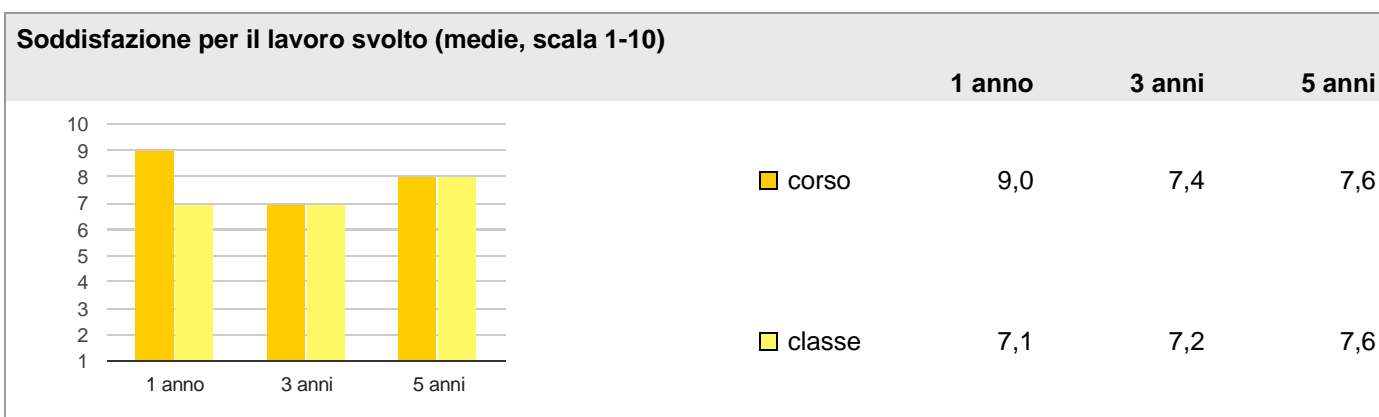 Soddisfazione per il lavoro svolto (medie, scala 1-10)
1 anno 3 anni 5 anni
10
9
8
7
6
5
4
3
2
1
1 anno 3 anni 5 anni
corso 9,0 7,4 7,6
classe 7,1 7,2 7,6